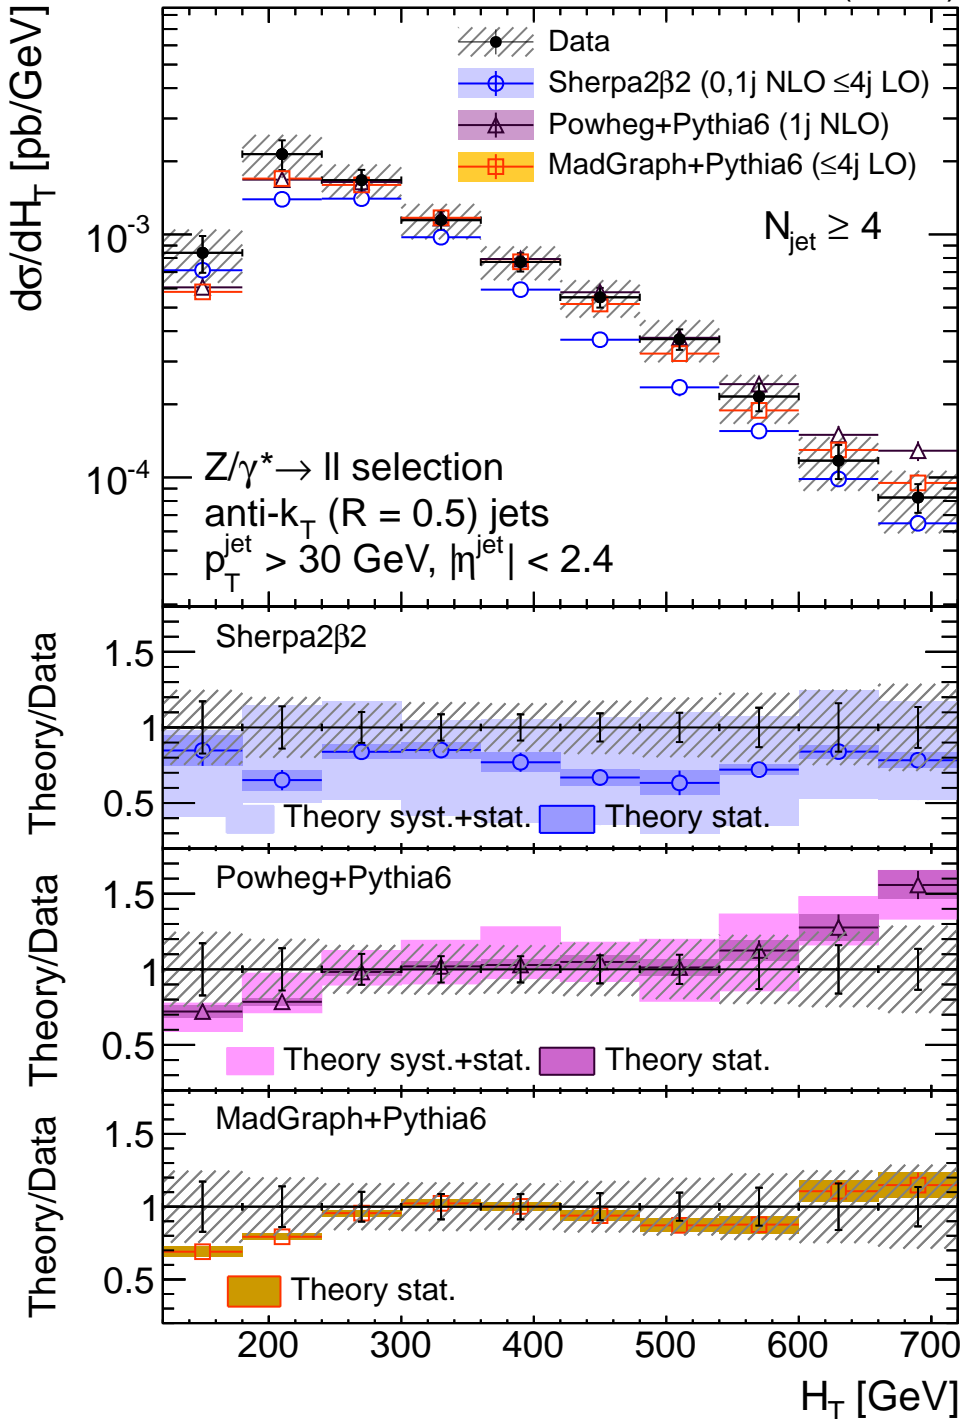 dσ/dH_T [pb/GeV]
Data
Sherpa2β2 (0,1j NLO ≤4j LO)
Powheg+Pythia6 (1j NLO)
MadGraph+Pythia6 (≤4j LO)
N_jet ≥ 4
10^-3
10^-4
Z/γ*→ ll selection
anti-k_T (R = 0.5) jets
p_T^jet > 30 GeV, |η^jet| < 2.4
Theory/Data
Sherpa2β2
1.5
1
0.5
Theory syst.+stat.
Theory stat.
Theory/Data
Powheg+Pythia6
1.5
1
0.5
Theory syst.+stat.
Theory stat.
Theory/Data
MadGraph+Pythia6
1.5
1
0.5
Theory stat.
200 300 400 500 600 700
H_T [GeV]